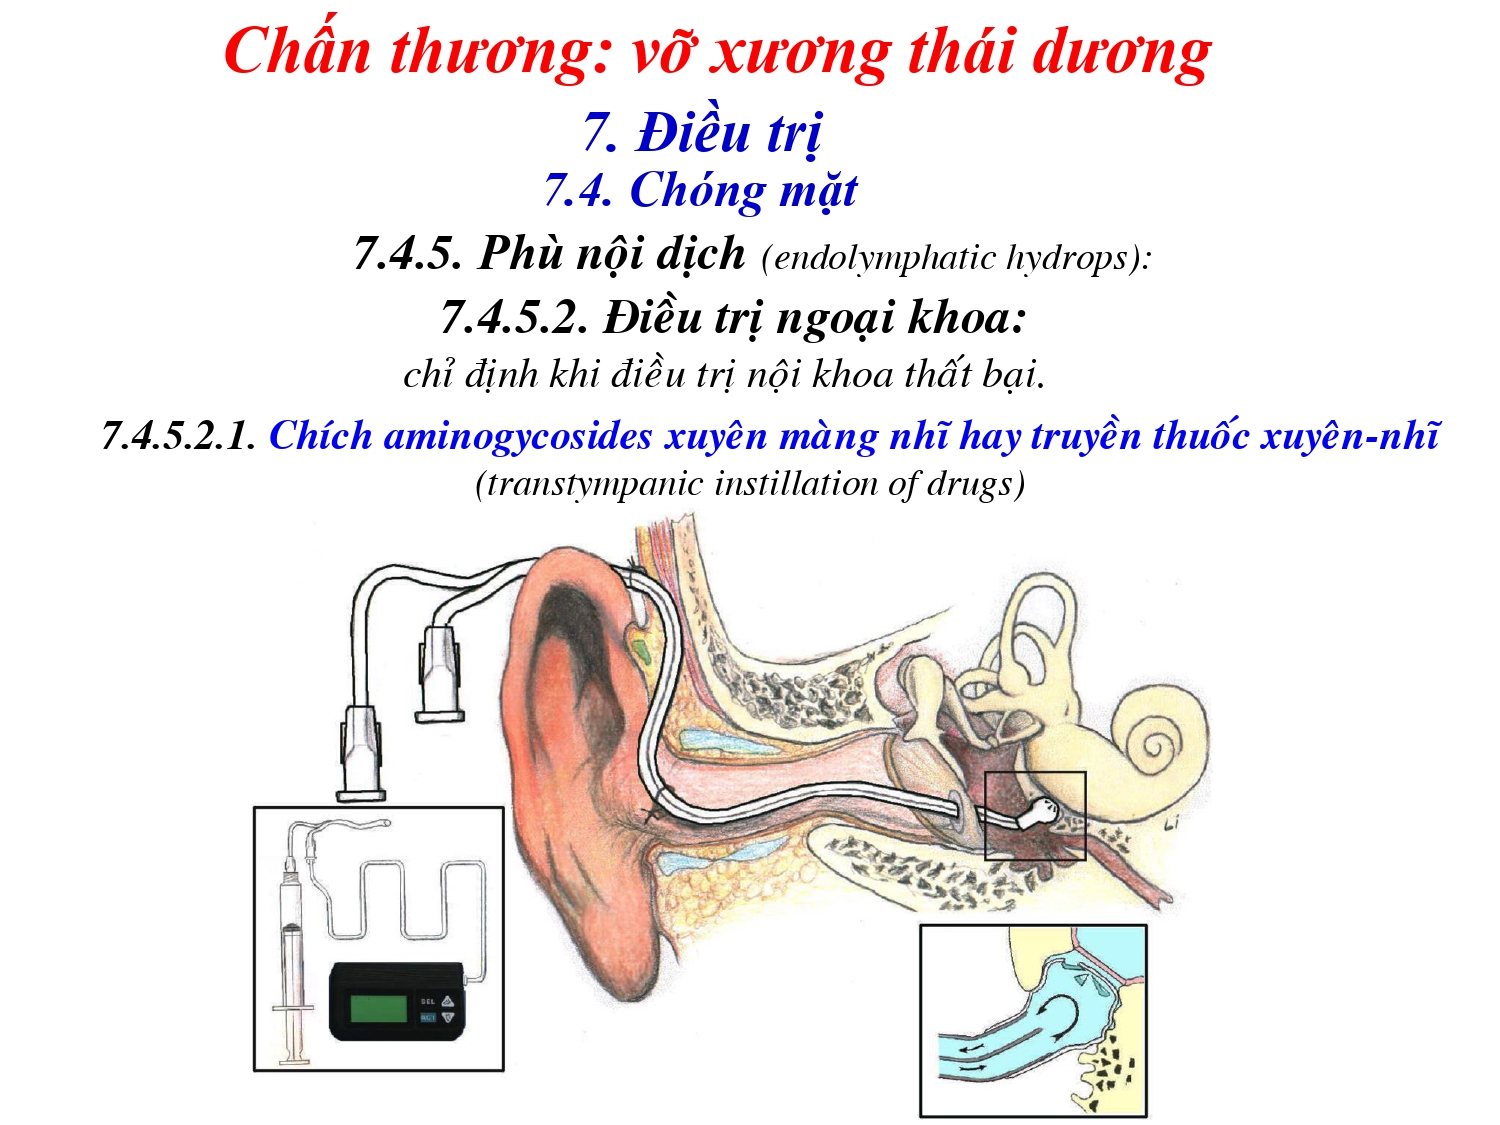 Chấn thương: vỡ xương thái dương
7. Điều trị
7.4. Chóng mặt
7.4.5. Phù nội dịch (endolymphatic hydrops):
7.4.5.2. Điều trị ngoại khoa:
chỉ định khi điều trị nội khoa thất bại.
7.4.5.2.1. Chích aminogycosides xuyên màng nhĩ hay truyền thuốc xuyên-nhĩ
(transtympanic instillation of drugs)
Li
SEL